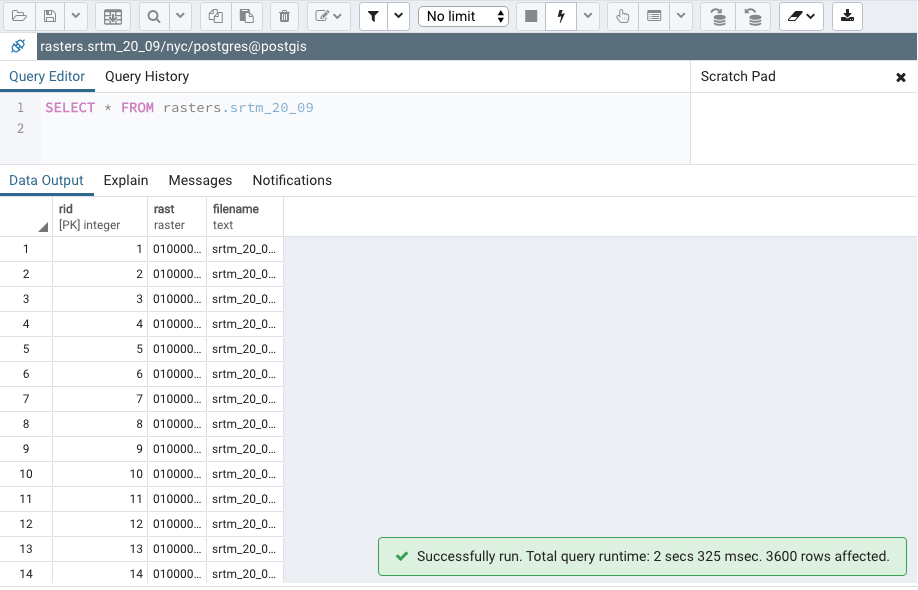 No limit
rasters.srtm_20_09/nyc/postgres@postgis
Query Editor Query History Scratch Pad
1 SELECT * FROM rasters.srtm_20_09
2
Data Output Explain Messages Notifications
rid rast filename
[PK] integer raster text
1 1 010000... srtm_20_0...
2 2 010000... srtm_20_0...
3 3 010000... srtm_20_0...
4 4 010000... srtm_20_0...
5 5 010000... srtm_20_0...
6 6 010000... srtm_20_0...
7 7 010000... srtm_20_0...
8 8 010000... srtm_20_0...
9 9 010000... srtm_20_0...
10 10 010000... srtm_20_0...
11 11 010000... srtm_20_0...
12 12 010000... srtm_20_0...
13 13 010000... srtm_20_0...
14 14 010000... srtm_20_0...
Successfully run. Total query runtime: 2 secs 325 msec. 3600 rows affected.